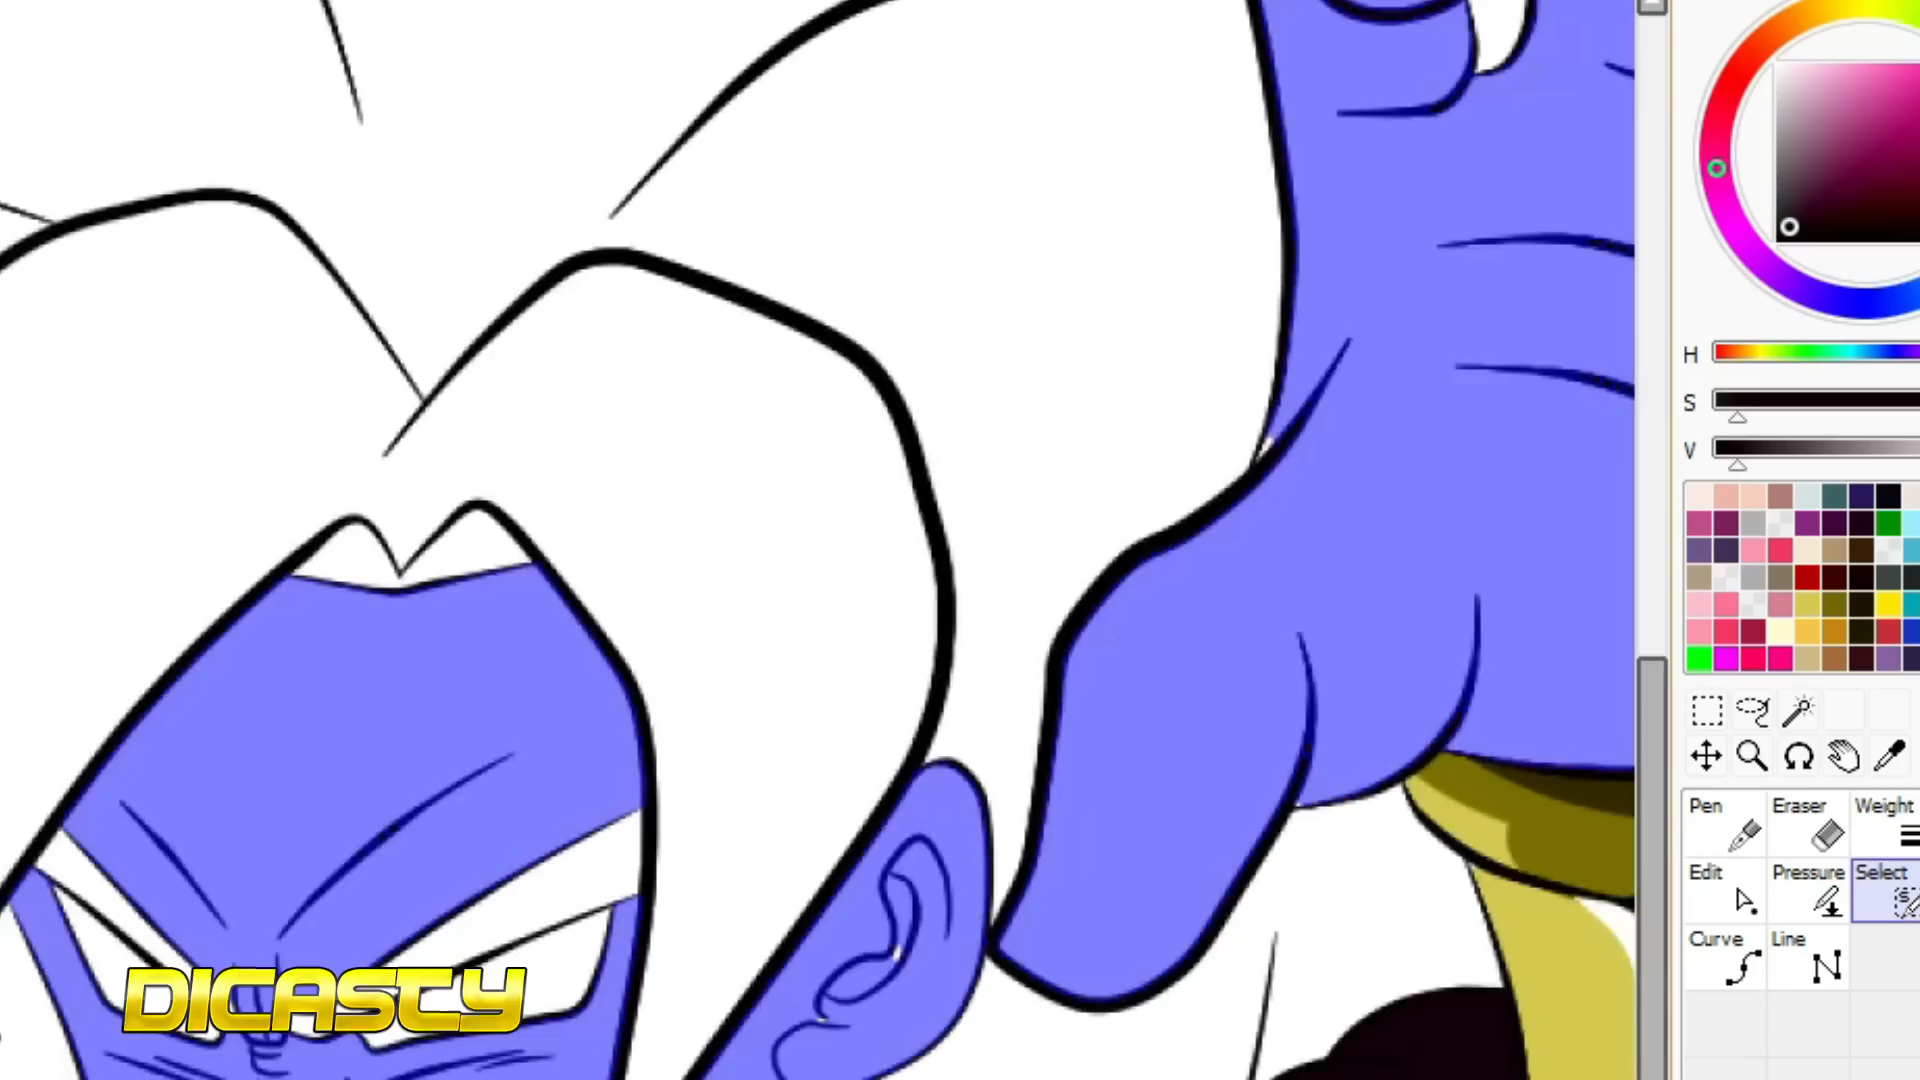 H
S
V
Pen Eraser Weight
Edit Pressure Select
Curve Line
DICASTY